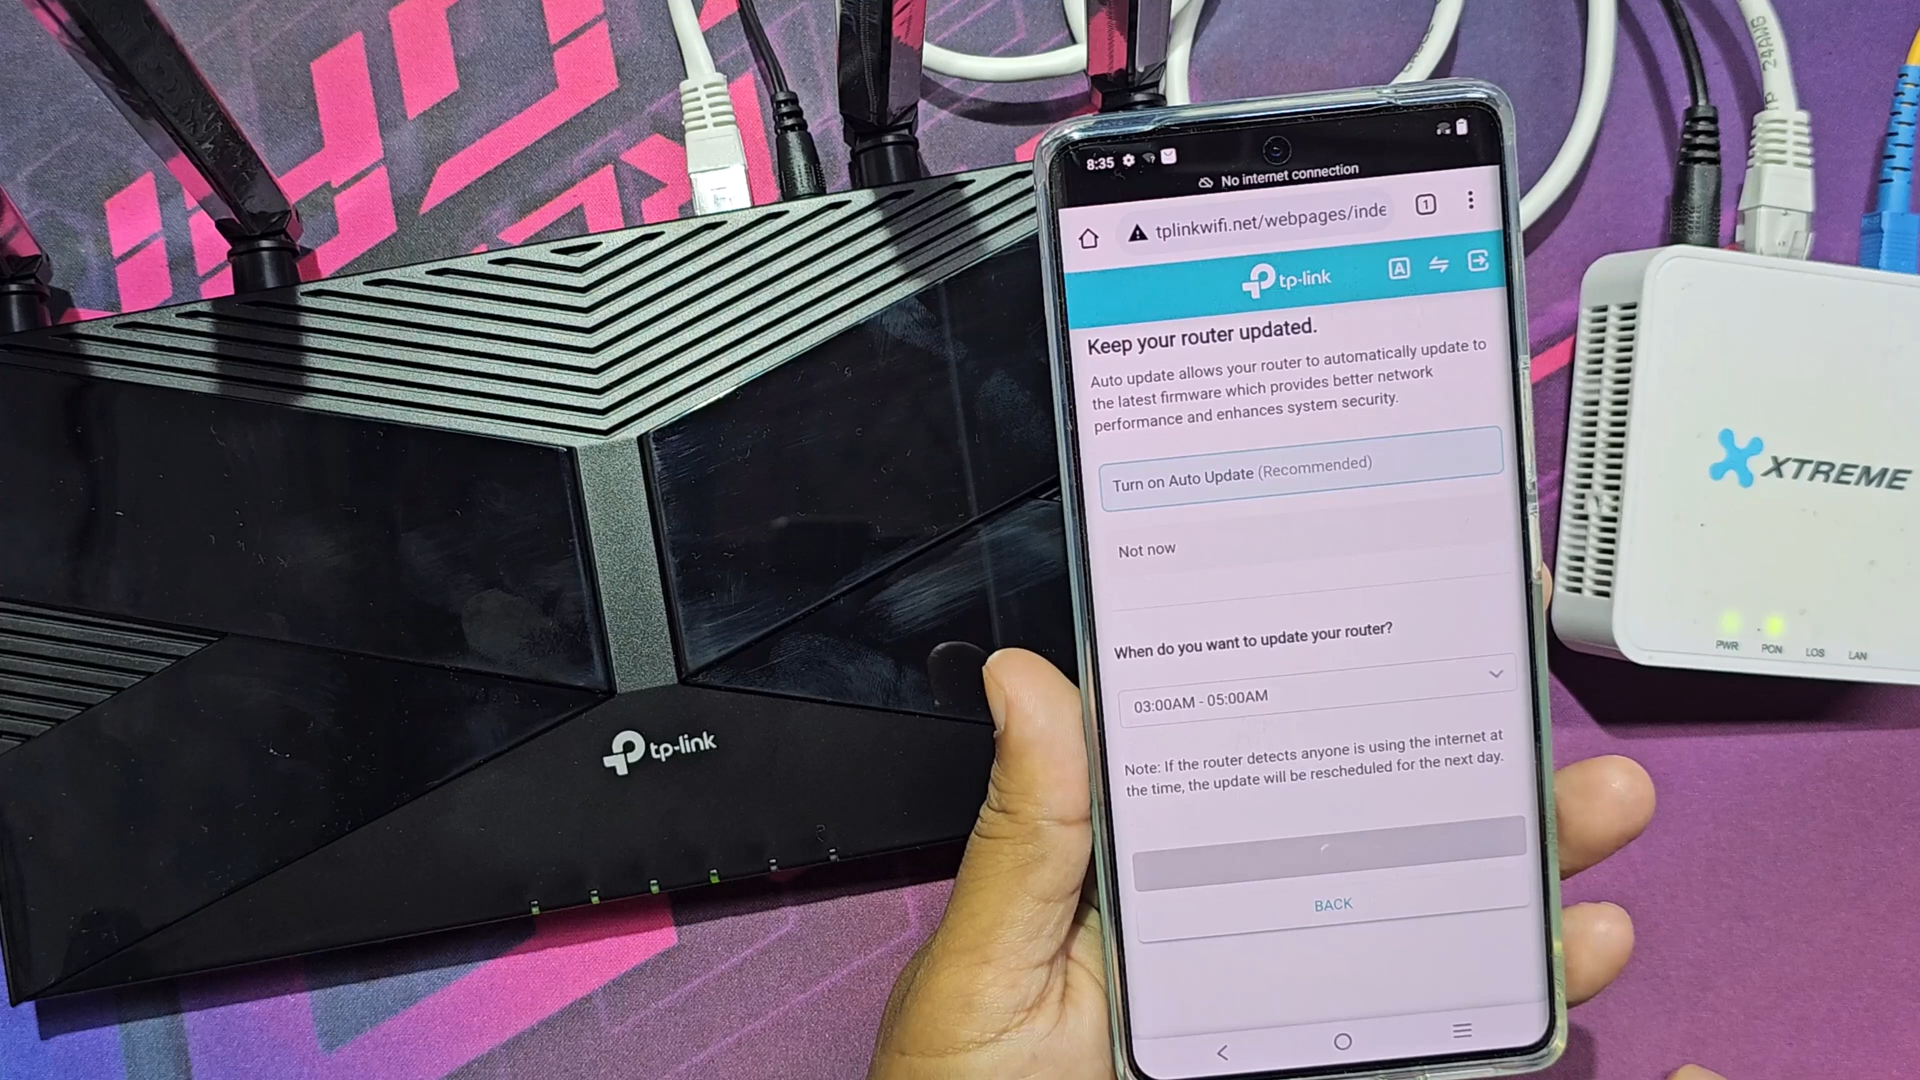 24AWG
8:35
No internet connection
tplinkwifi.net/webpages/inde
1
A
tp-link
Keep your router updated.
Auto update allows your router to automatically update to
the latest firmware which provides better network
performance and enhances system security.
Turn on Auto Update (Recommended)
Not now
When do you want to update your router?
03:00AM - 05:00AM
Note: If the router detects anyone is using the internet at
the time, the update will be rescheduled for the next day.
BACK
tp-link
XTREME
PWR PON LOS LAN